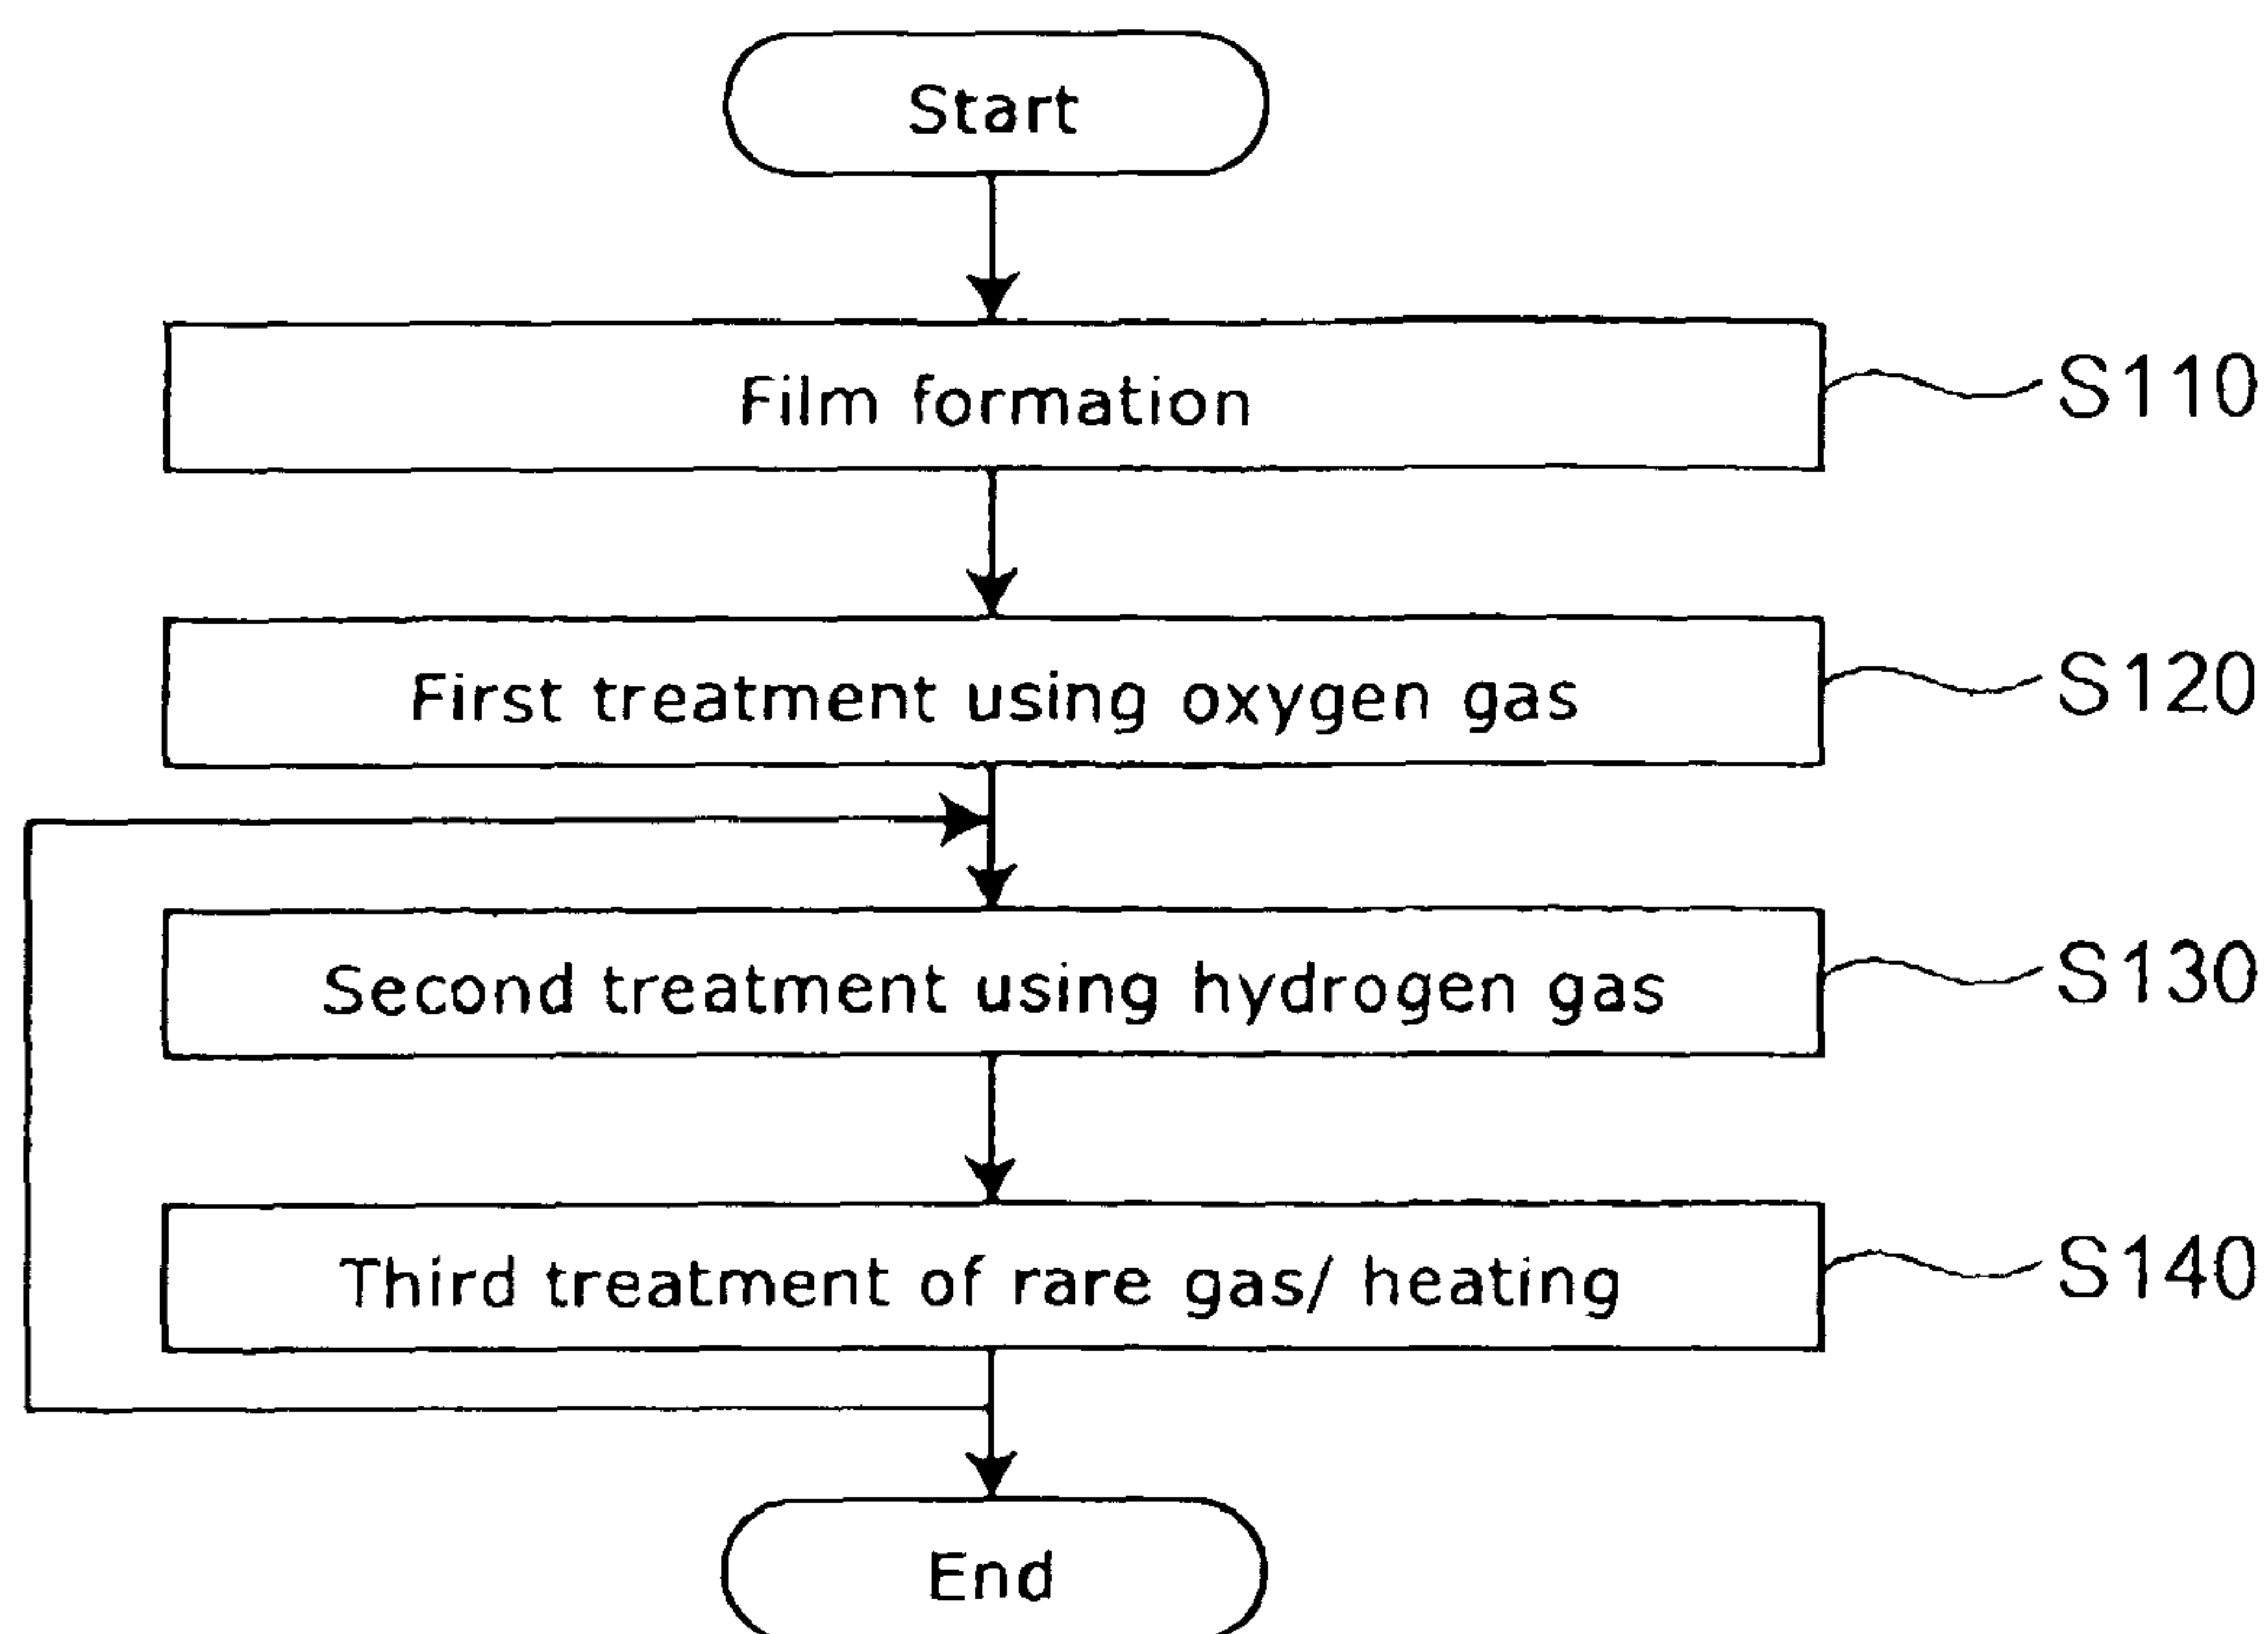 Start
Film formation
S110
First treatment using oxygen gas
S120
Second treatment using hydrogen gas
S130
Third treatment of rare gas/ heating
S140
End